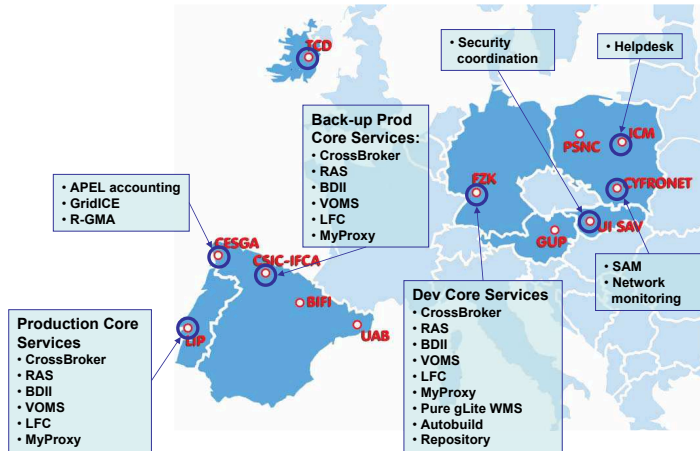 • Security
coordination
• Helpdesk
TCD
Back-up Prod
Core Services:
• CrossBroker
• RAS
• BDII
• VOMS
• LFC
• MyProxy
ICM
PSNC
FZK
CYFRONET
• APEL accounting
• GridICE
• R-GMA
UI SAV
GUP
CESGA
CSIC-IFCA
• SAM
• Network
monitoring
BIFI
UAB
LIP
Production Core
Services
• CrossBroker
• RAS
• BDII
• VOMS
• LFC
• MyProxy
Dev Core Services
• CrossBroker
• RAS
• BDII
• VOMS
• LFC
• MyProxy
• Pure gLite WMS
• Autobuild
• Repository